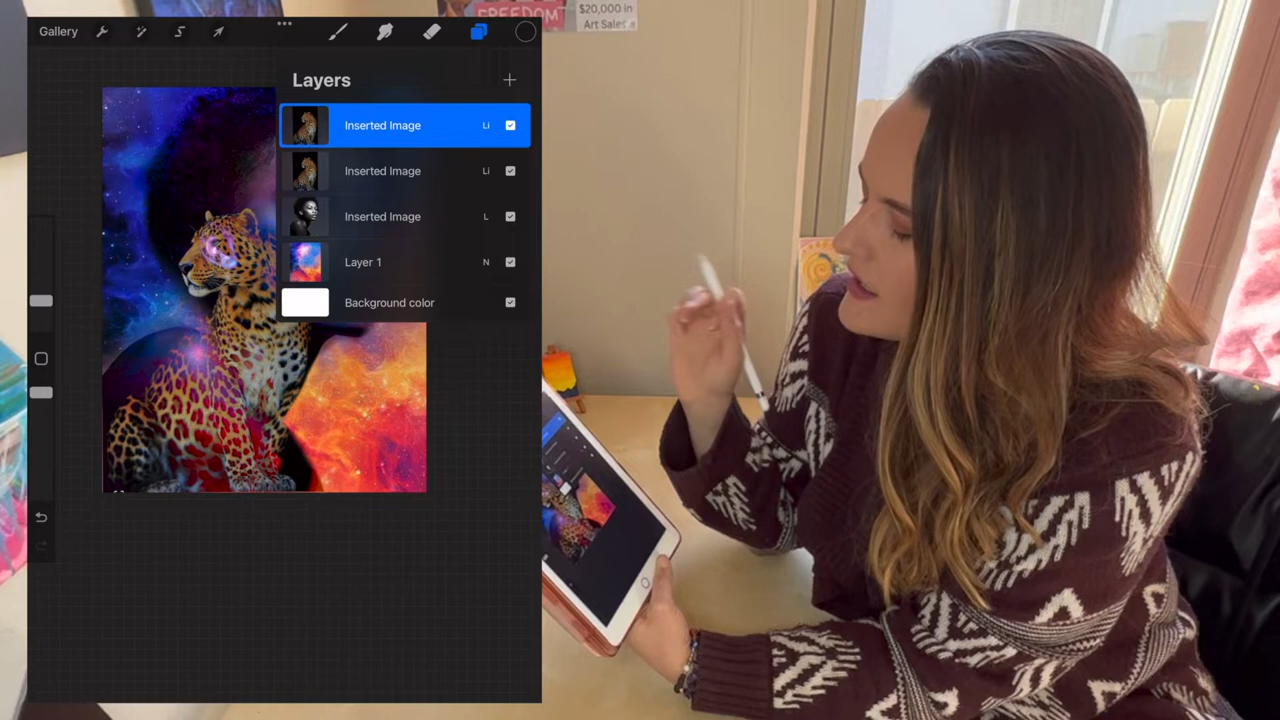 FREEDOM
$20,000 in
Art Sales
Gallery
Layers
Inserted Image Li
Inserted Image Li
Inserted Image L
Layer 1 N
Background color